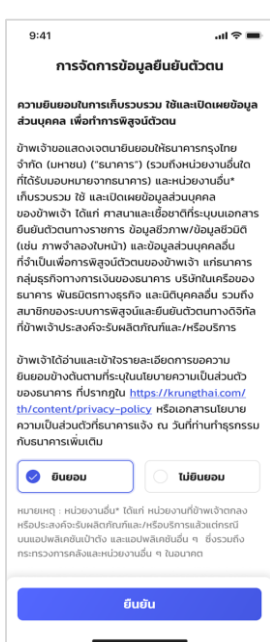 9:41
การจัดการข้อมูลยืนยันตัวตน
ความยินยอมในการเก็บรวบรวม ใช้และเปิดเผยข้อมูล
ส่วนบุคคล เพื่อทำการพิสูจน์ตัวตน
ข้าพเจ้าขอแสดงเจตนายินยอมให้ธนาคารกรุงไทย
จำกัด (มหาชน) ("ธนาคาร") (รวมถึงหน่วยงานอื่นใด
ที่ได้รับมอบหมายจากธนาคาร) และหน่วยงานอื่น*
เก็บรวบรวม ใช้ และเปิดเผยข้อมูลส่วนบุคคล
ของข้าพเจ้า ได้แก่ ศาสนาและเชื้อชาติที่ระบุบนเอกสาร
ยืนยันตัวตนทางราชการ ข้อมูลชีวภาพ/ข้อมูลชีวมิติ
(เช่น ภาพจำลองใบหน้า) และข้อมูลส่วนบุคคลอื่น
ที่จำเป็นเพื่อการพิสูจน์ตัวตนของข้าพเจ้า แก่ธนาคาร
กลุ่มธุรกิจทางการเงินของธนาคาร บริษัทในเครือของ
ธนาคาร พันธมิตรทางธุรกิจ และนิติบุคคลอื่น รวมถึง
สมาชิกของระบบการพิสูจน์และยืนยันตัวตนทางดิจิทัล
ที่ข้าพเจ้าประสงค์จะรับผลิตภัณฑ์และ/หรือบริการ
ข้าพเจ้าได้อ่านและเข้าใจรายละเอียดการขอความ
ยินยอมข้างต้นตามที่ระบุในนโยบายความเป็นส่วนตัว
ของธนาคาร ที่ปรากฏใน https://krungthai.com/
th/content/privacy-policy หรือเอกสารนโยบาย
ความเป็นส่วนตัวที่ธนาคารแจ้ง ณ วันที่ท่านทำธุรกรรม
กับธนาคารเพิ่มเติม
ยินยอม
ไม่ยินยอม
หมายเหตุ : หน่วยงานอื่น* ได้แก่ หน่วยงานที่ข้าพเจ้าตกลง
หรือประสงค์จะรับผลิตภัณฑ์และ/หรือบริการแล้วแต่กรณี
บนแอปพลิเคชันเป๋าตัง และแอปพลิเคชันอื่น ๆ ซึ่งรวมถึง
กระทรวงการคลังและหน่วยงานอื่น ๆ ในอนาคต
ยืนยัน